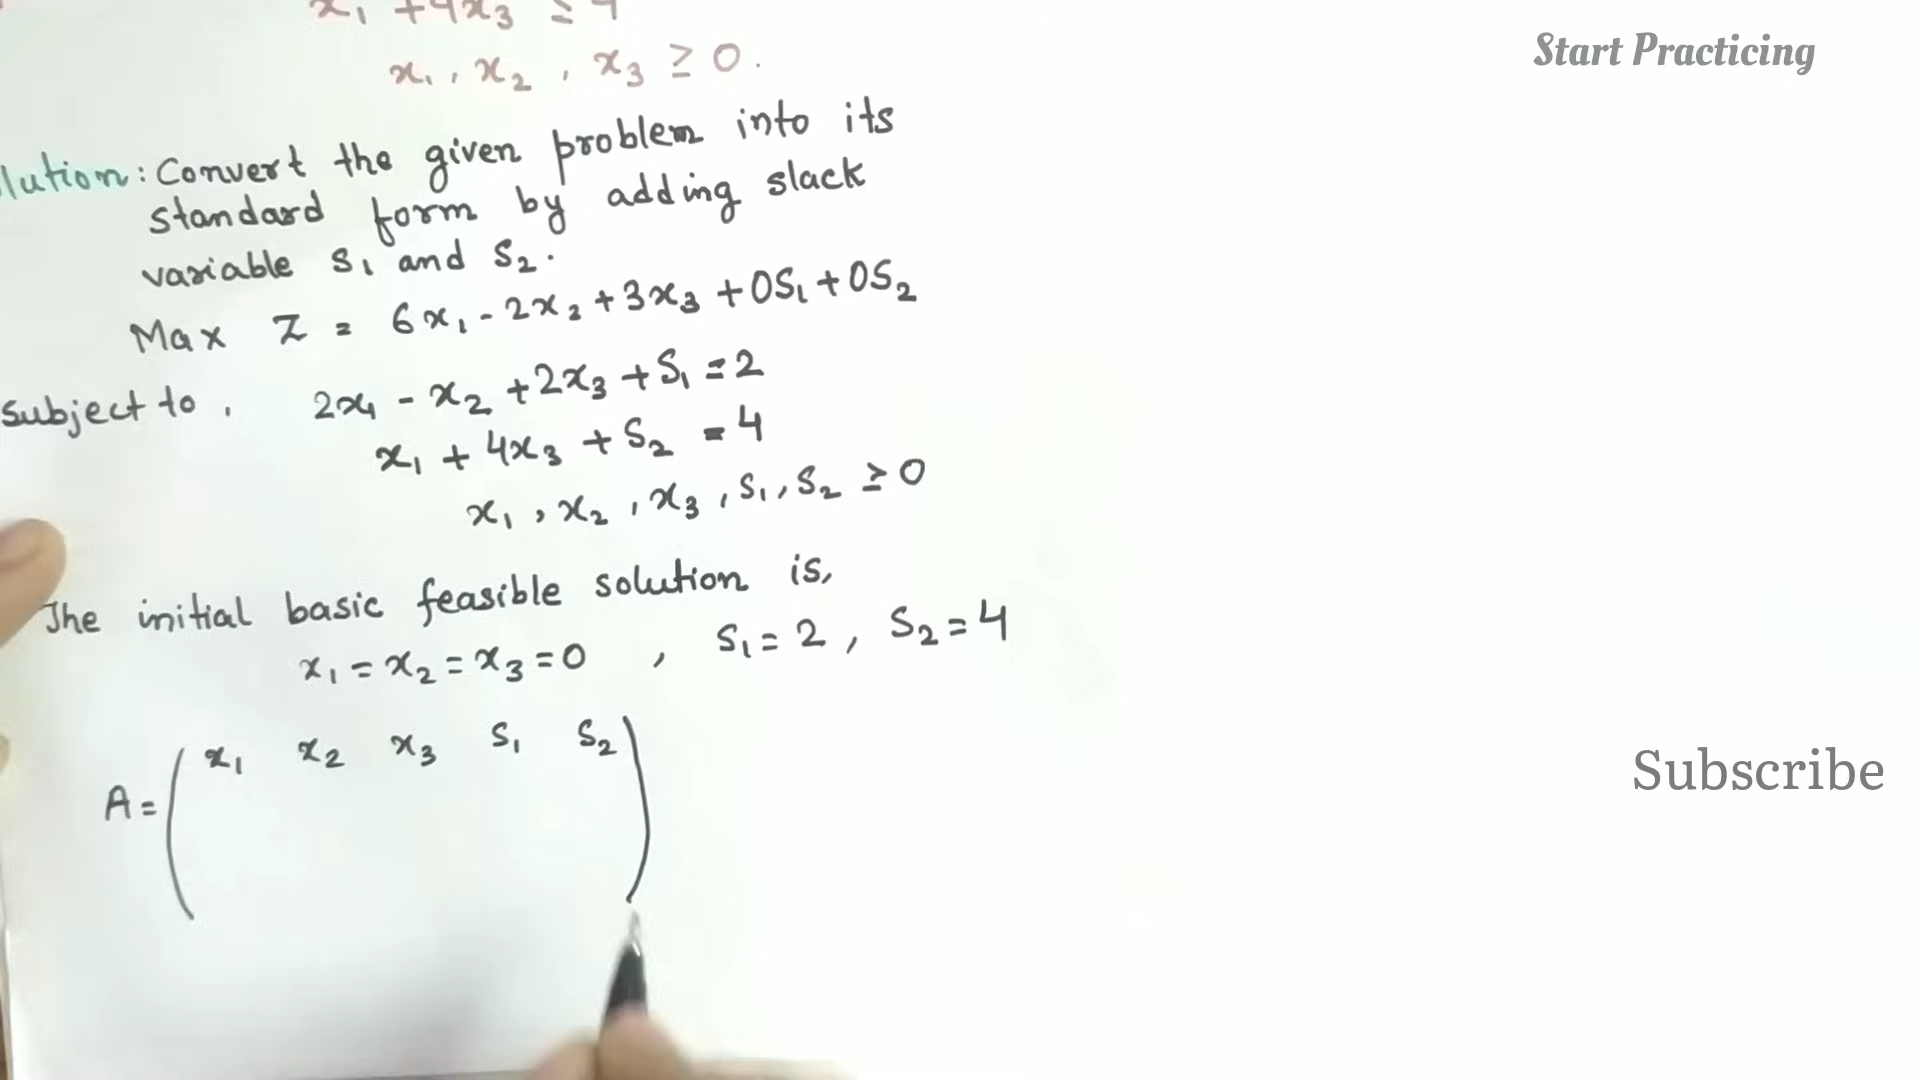 x₁ + 4x₃ = 4
x₁, x₂, x₃ ≥ 0.
Start Practicing
lution: Convert the given problem into its
standard form by adding slack
variable S₁ and S₂.
Max Z = 6x₁ - 2x₂ + 3x₃ + 0S₁ + 0S₂
Subject to, 2x₁ - x₂ + 2x₃ + S₁ = 2
x₁ + 4x₃ + S₂ = 4
x₁, x₂, x₃, S₁, S₂ ≥ 0
The initial basic feasible solution is,
x₁ = x₂ = x₃ = 0, S₁ = 2, S₂ = 4
x₁ x₂ x₃ S₁ S₂
A =
Subscribe